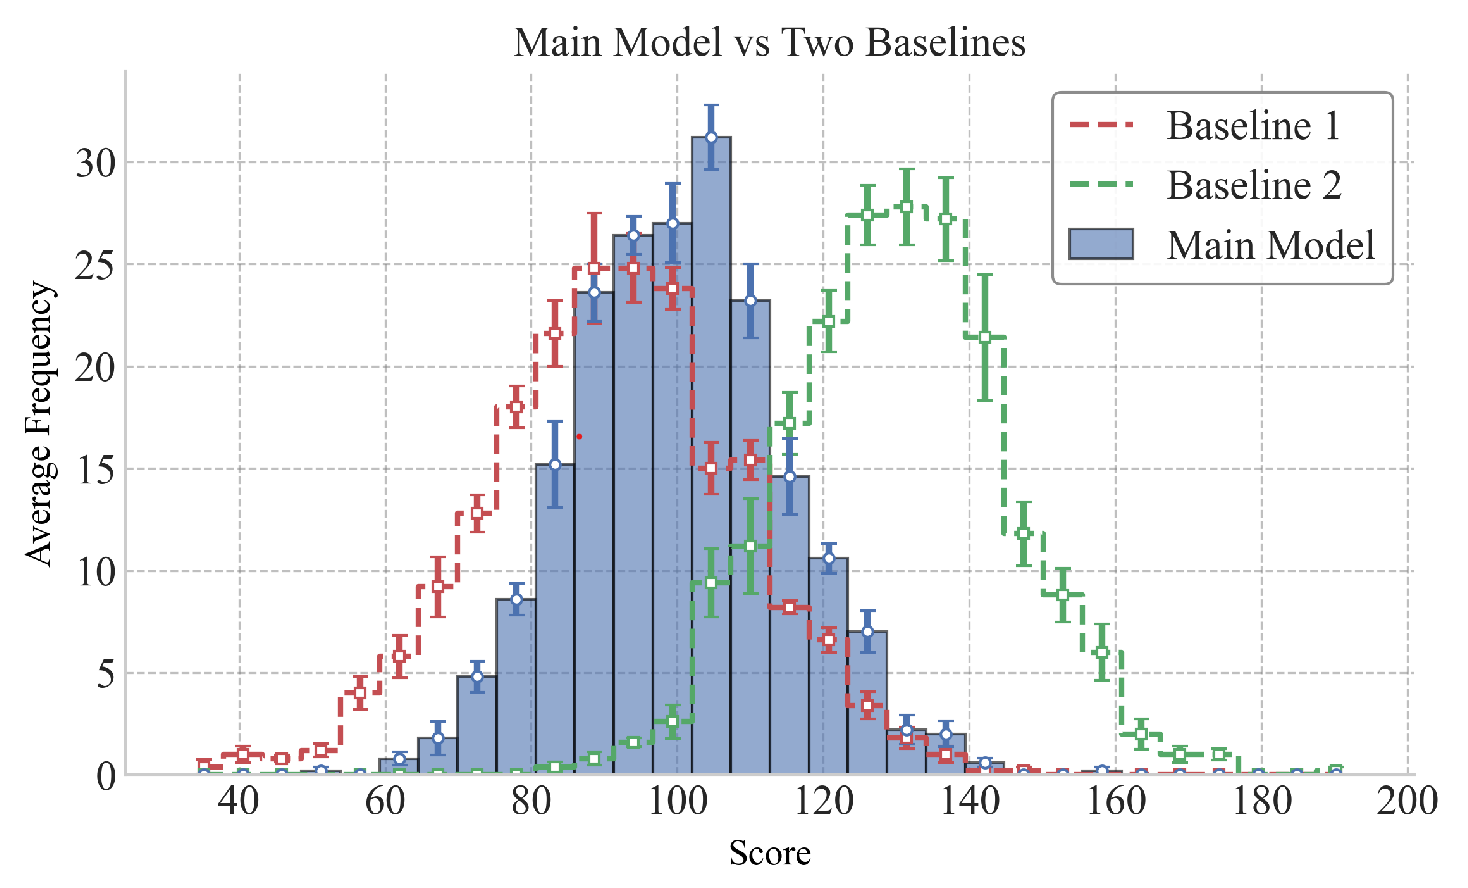 Main Model vs Two Baselines
Baseline 1
Baseline 2
Main Model
Average Frequency
30
25
20
15
10
5
0
40 60 80 100 120 140 160 180 200
Score